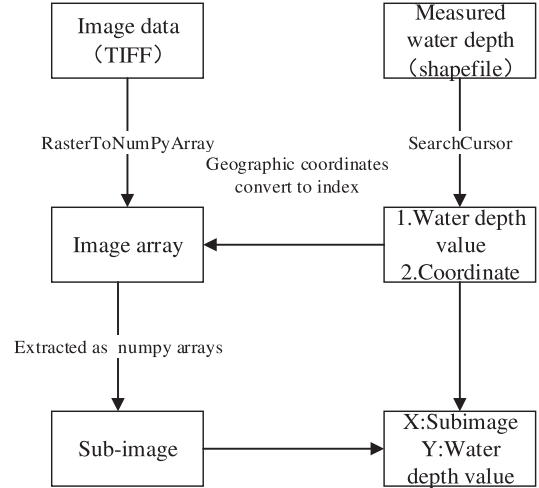 Image data
（TIFF）
Measured
water depth
（shapefile）
RasterToNumPyArray
SearchCursor
Geographic coordinates
convert to index
Image array
1.Water depth
value
2.Coordinate
Extracted as numpy arrays
Sub-image
X:Subimage
Y:Water
depth value